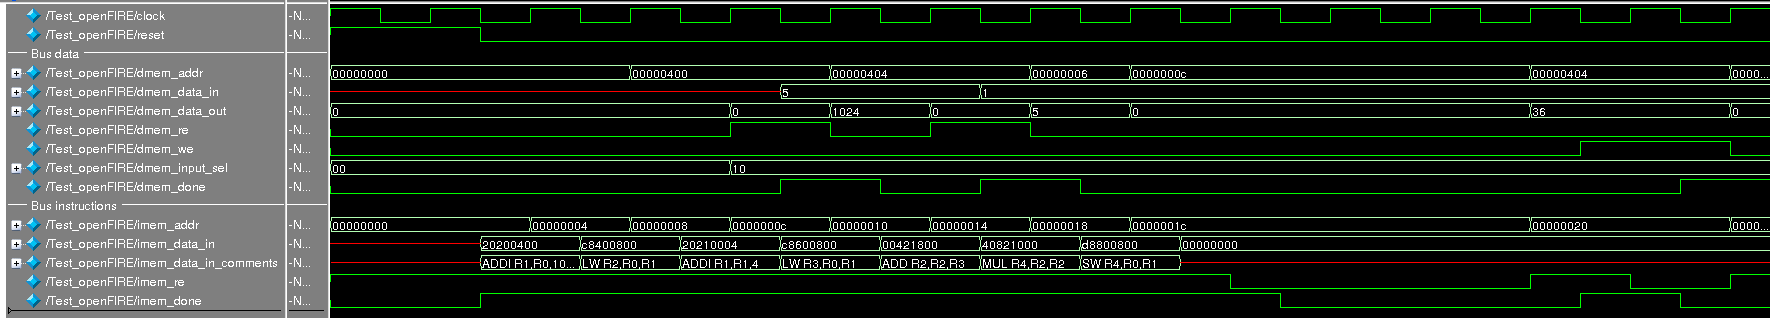 /Test_openFIRE/clock -N...
/Test_openFIRE/reset -N...
Bus data
/Test_openFIRE/dmem_addr -N... 00000000 00000400 00000404 00000006 0000000c 00000404 0000...
/Test_openFIRE/dmem_data_in -N... 5 1
/Test_openFIRE/dmem_data_out -N... 0 0 1024 0 5 0 36 0
/Test_openFIRE/dmem_re -N...
/Test_openFIRE/dmem_we -N...
/Test_openFIRE/dmem_input_sel -N... 00 10
/Test_openFIRE/dmem_done -N...
Bus instructions
/Test_openFIRE/imem_addr -N... 00000000 00000004 00000008 0000000c 00000010 00000014 00000018 0000001c 00000020 0000...
/Test_openFIRE/imem_data_in -N... 20200400 c8400800 20210004 c8600800 00421800 40821000 d8800800 00000000
/Test_openFIRE/imem_data_in_comments -N... ADDI R1,R0,10... LW R2,R0,R1 ADDI R1,R1,4 LW R3,R0,R1 ADD R2,R2,R3 MUL R4,R2,R2 SW R4,R0,R1
/Test_openFIRE/imem_re -N...
/Test_openFIRE/imem_done -N...